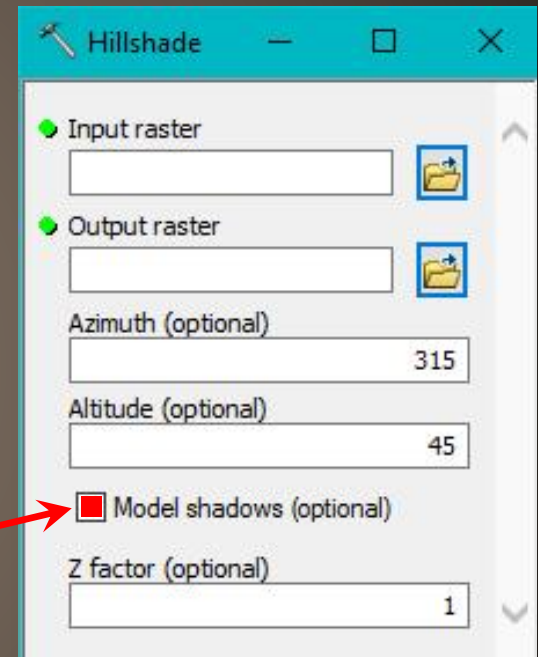 Hillshade
Input raster
Output raster
Azimuth (optional)
315
Altitude (optional)
45
Model shadows (optional)
Z factor (optional)
1